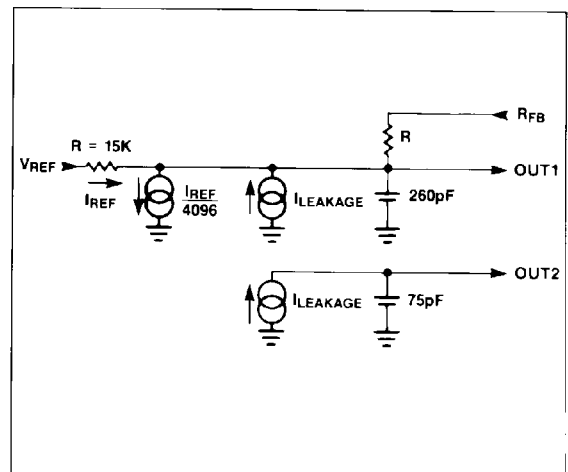 RFB
R = 15K
R
VREF
OUT1
IREF
IREF
4096
ILEAKAGE
260pF
OUT2
ILEAKAGE
75pF